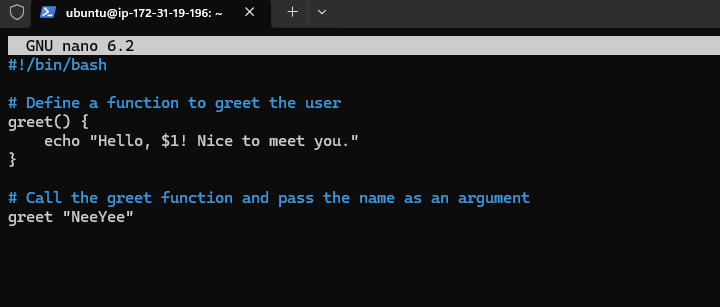 ubuntu@ip-172-31-19-196: ~
GNU nano 6.2
#!/bin/bash
# Define a function to greet the user
greet() {
    echo "Hello, $1! Nice to meet you."
}
# Call the greet function and pass the name as an argument
greet "NeeYee"